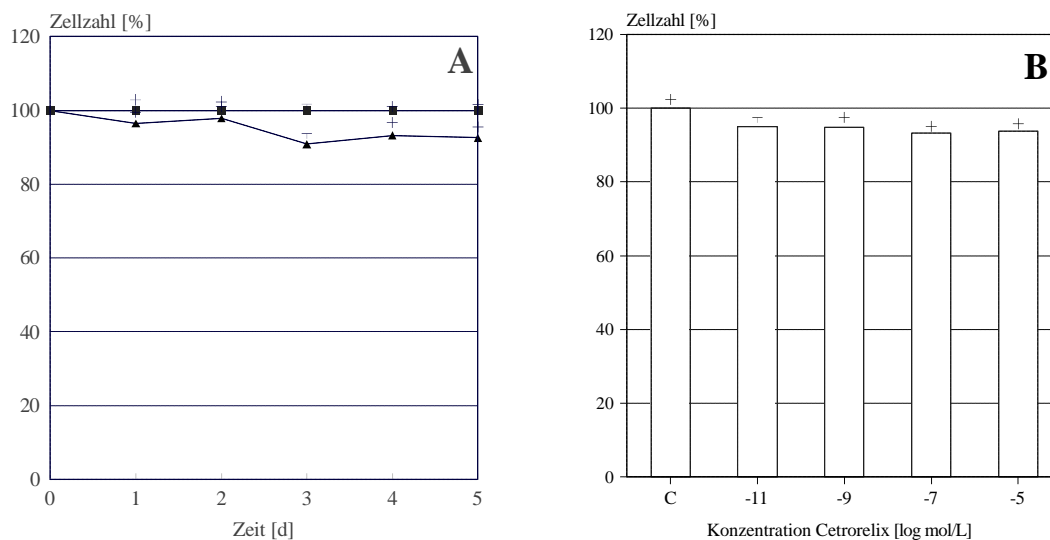 Zellzahl [%]
A
120
100
80
60
40
20
0
0 1 2 3 4 5
Zeit [d]
Zellzahl [%]
B
120
100
80
60
40
20
0
C -11 -9 -7 -5
Konzentration Cetrorelix [log mol/L]